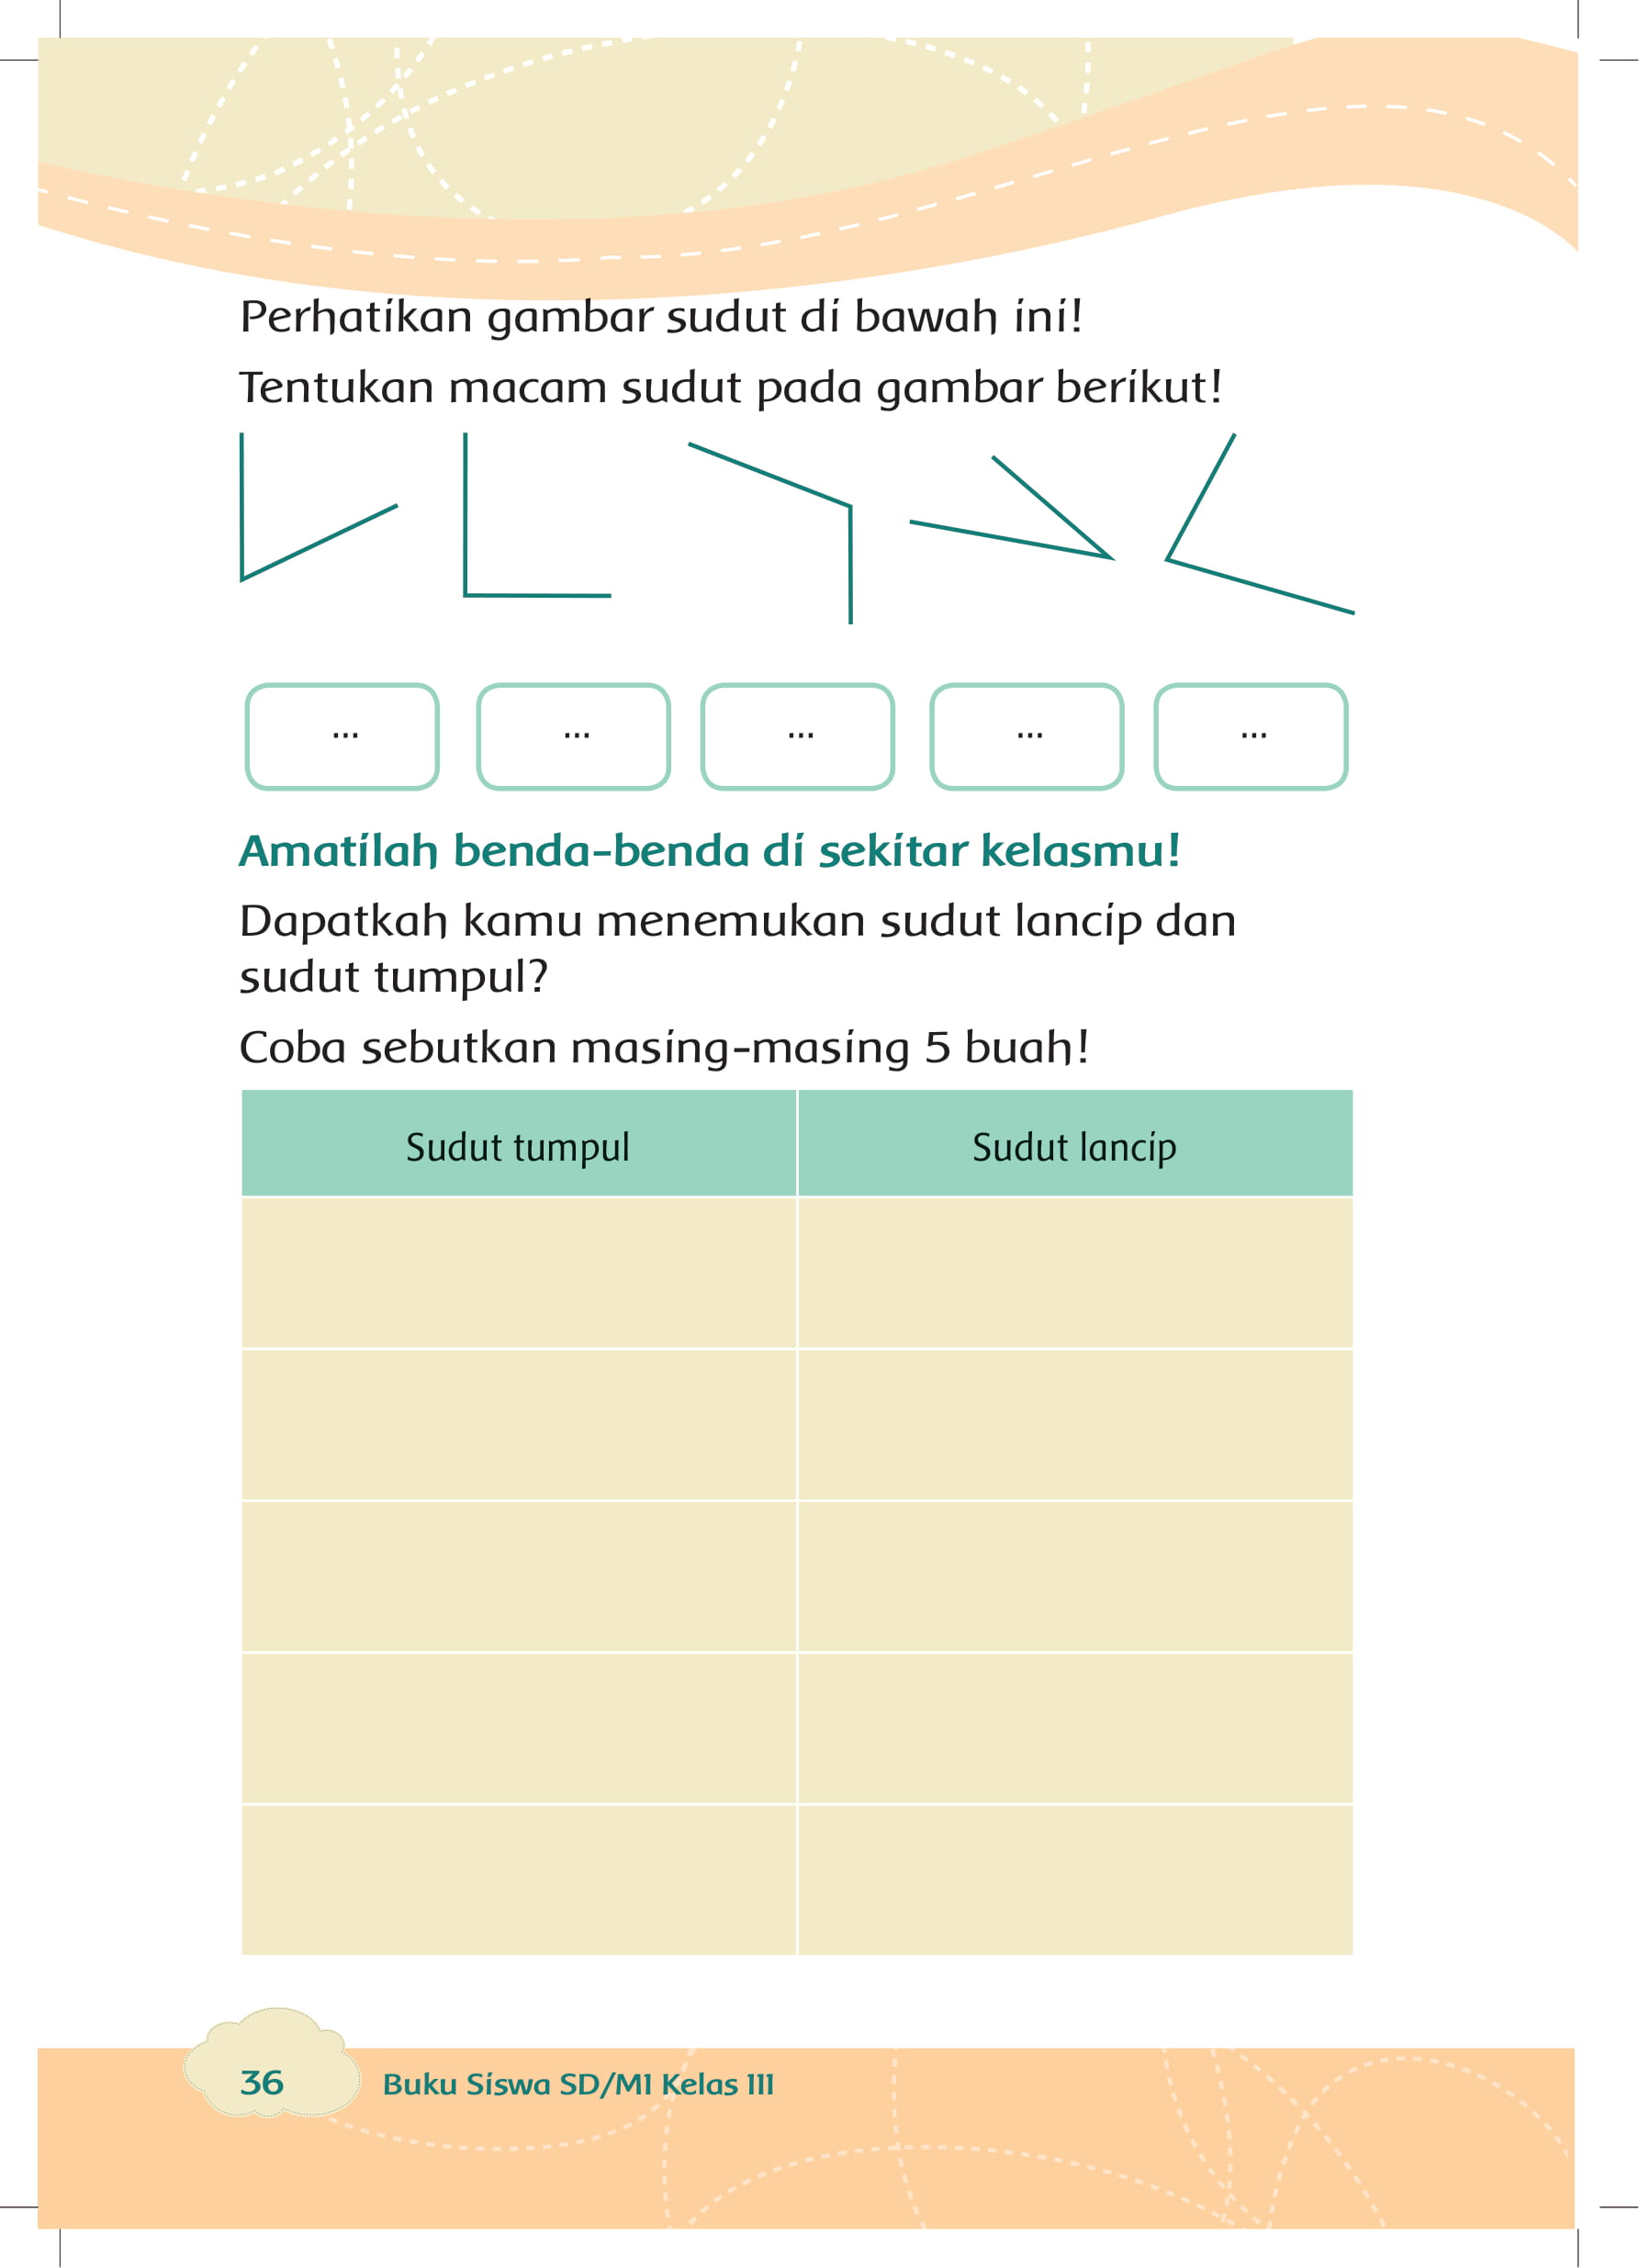 Perhatikan gambar sudut di bawah ini!
Tentukan macam sudut pada gambar berikut!
... ... ... ... ...
Amatilah benda-benda di sekitar kelasmu!
Dapatkah kamu menemukan sudut lancip dan
sudut tumpul?
Coba sebutkan masing-masing 5 buah!
Sudut tumpul Sudut lancip
36 Buku Siswa SD/MI Kelas III